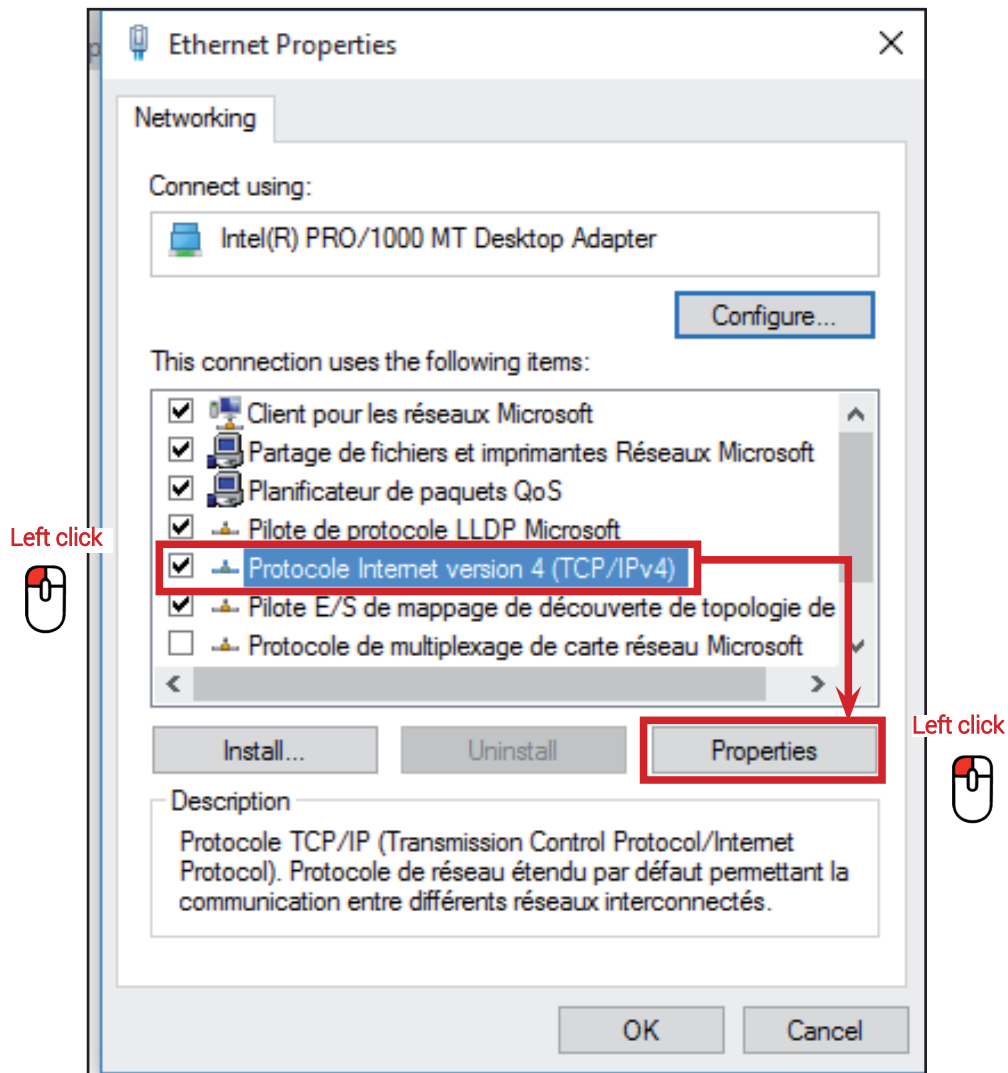 Ethernet Properties
Networking
Connect using:
Intel(R) PRO/1000 MT Desktop Adapter
Configure...
This connection uses the following items:
Client pour les réseaux Microsoft
Partage de fichiers et imprimantes Réseaux Microsoft
Planificateur de paquets QoS
Pilote de protocole LLDP Microsoft
Left click
Protocole Internet version 4 (TCP/IPv4)
Pilote E/S de mappage de découverte de topologie de
Protocole de multiplexage de carte réseau Microsoft
Left click
Install...
Uninstall
Properties
Description
Protocole TCP/IP (Transmission Control Protocol/Internet
Protocol). Protocole de réseau étendu par défaut permettant la
communication entre différents réseaux interconnectés.
OK
Cancel